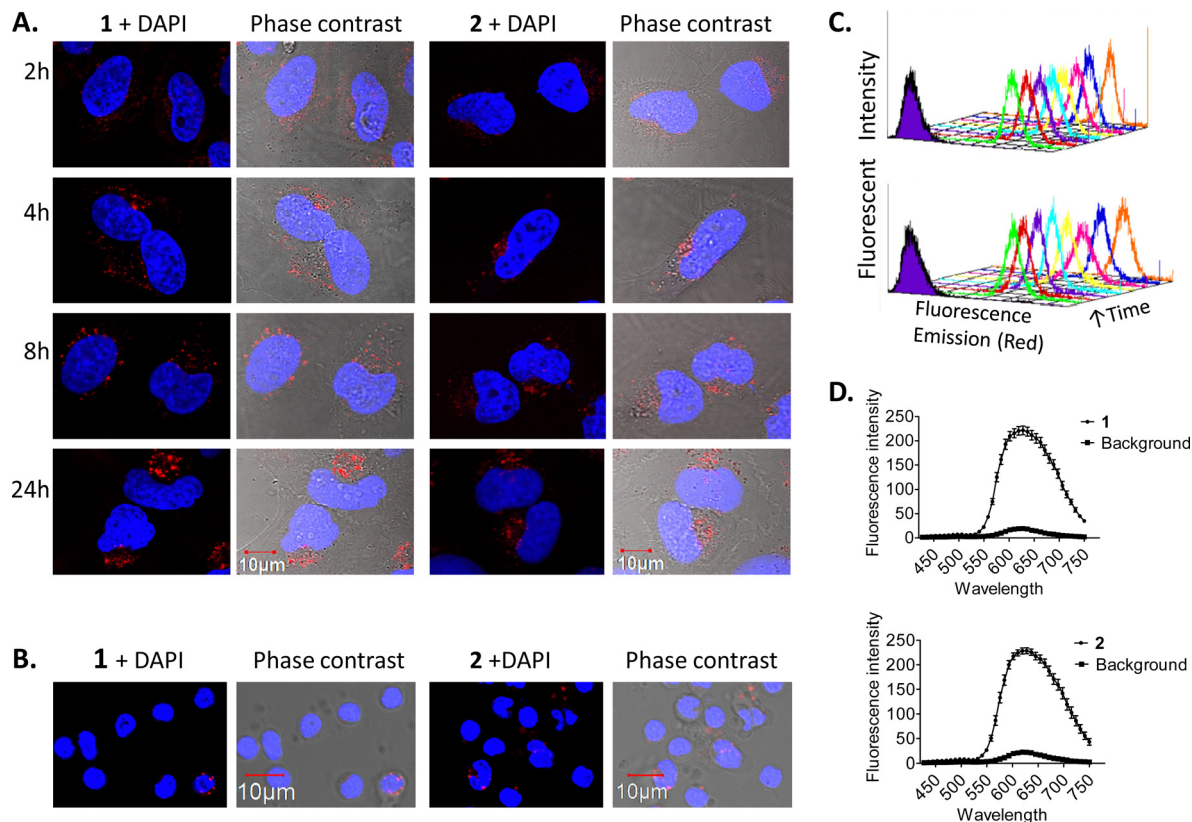 A.
1 + DAPI
Phase contrast
2 + DAPI
Phase contrast
2h
4h
8h
24h
10µm
10µm
B.
1 + DAPI
Phase contrast
2 +DAPI
Phase contrast
10µm
10µm
C.
Fluorescent Intensity
Fluorescence
Emission (Red)
↑Time
D.
Fluorescence intensity
250
200
150
100
50
0
450 500 550 600 650 700 750
Wavelength
1
Background
Fluorescence intensity
250
200
150
100
50
0
450 500 550 600 650 700 750
Wavelength
2
Background